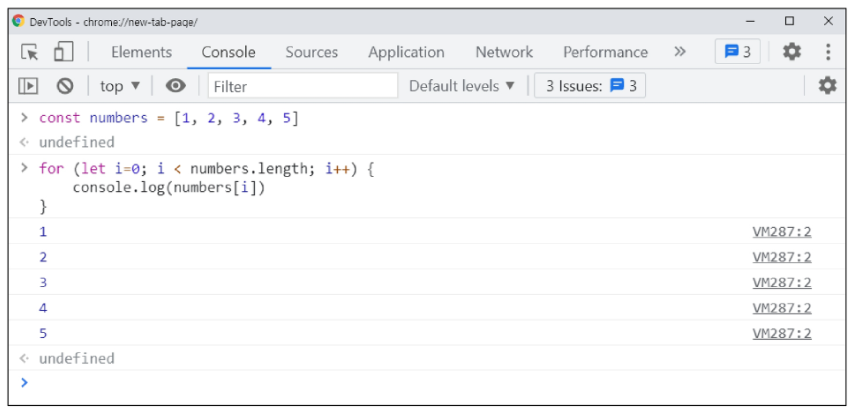 DevTools - chrome://new-tab-page/
Elements Console Sources Application Network Performance » 3
top ▼ Filter Default levels ▼ 3 Issues: 3
> const numbers = [1, 2, 3, 4, 5]
<· undefined
> for (let i=0; i < numbers.length; i++) {
console.log(numbers[i])
}
1 VM287:2
2 VM287:2
3 VM287:2
4 VM287:2
5 VM287:2
<· undefined
>